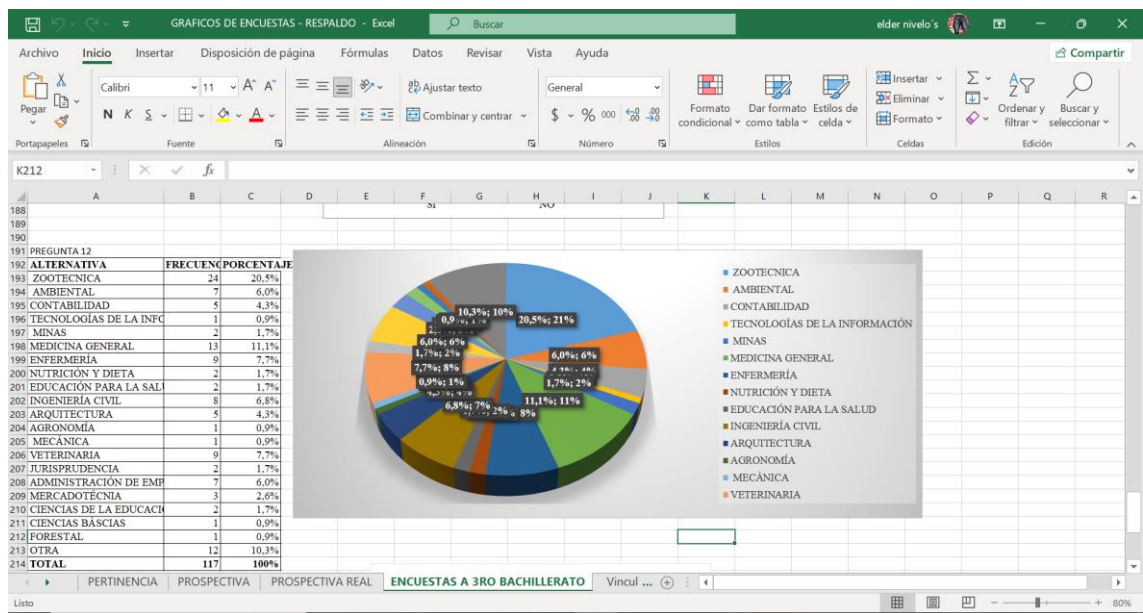 GRAFICOS DE ENCUESTAS - RESPALDO - Excel Buscar elder nivelo´s
Archivo Inicio Insertar Disposición de página Fórmulas Datos Revisar Vista Ayuda Compartir
Pegar
Calibri 11
N K S
Ajustar texto
Combinar y centrar
General
$ % 000
Formato condicional
Dar formato como tabla
Estilos de celda
Insertar
Eliminar
Formato
Ordenar y filtrar
Buscar y seleccionar
Portapapeles Fuente Alineación Número Estilos Celdas Edición
K212 fx
A B C D E F G H I J K L M N O P Q R
188
189
190
191 PREGUNTA 12
192 ALTERNATIVA FRECUENC PORCENTAJE
193 ZOOTECNICA 24 20,5%
194 AMBIENTAL 7 6,0%
195 CONTABILIDAD 5 4,3%
196 TECNOLOGÍAS DE LA INFO 1 0,9%
197 MINAS 2 1,7%
198 MEDICINA GENERAL 13 11,1%
199 ENFERMERÍA 9 7,7%
200 NUTRICIÓN Y DIETA 2 1,7%
201 EDUCACIÓN PARA LA SALU 2 1,7%
202 INGENIERÍA CIVIL 8 6,8%
203 ARQUITECTURA 5 4,3%
204 AGRONOMÍA 1 0,9%
205 MECÁNICA 1 0,9%
206 VETERINARIA 9 7,7%
207 JURISPRUDENCIA 2 1,7%
208 ADMINISTRACIÓN DE EMP 7 6,0%
209 MERCADOTÉCNIA 3 2,6%
210 CIENCIAS DE LA EDUCACI 2 1,7%
211 CIENCIAS BÁSCIAS 1 0,9%
212 FORESTAL 1 0,9%
213 OTRA 12 10,3%
214 TOTAL 117 100%
10,3%; 10%
20,5%; 21%
6,0%; 6%
1,7%; 2%
7,7%; 8%
0,9%; 1%
6,8%; 7%
6,0%; 6%
1,7%; 2%
11,1%; 11%
ZOOTECNICA
AMBIENTAL
CONTABILIDAD
TECNOLOGÍAS DE LA INFORMACIÓN
MINAS
MEDICINA GENERAL
ENFERMERÍA
NUTRICIÓN Y DIETA
EDUCACIÓN PARA LA SALUD
INGENIERÍA CIVIL
ARQUITECTURA
AGRONOMÍA
MECÁNICA
VETERINARIA
PERTINENCIA PROSPECTIVA PROSPECTIVA REAL ENCUESTAS A 3RO BACHILLERATO Vincul ...
Listo 80%